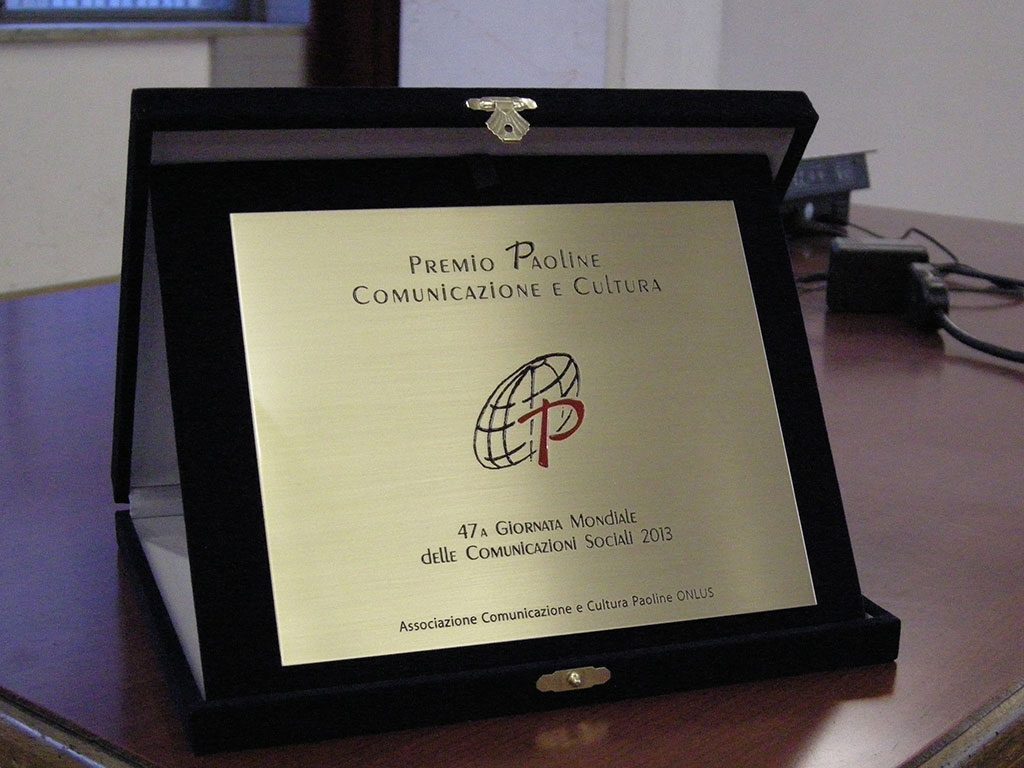 Premio Paoline
Comunicazione e Cultura
P
47a Giornata Mondiale
delle Comunicazioni Sociali 2013
Associazione Comunicazione e Cultura Paoline ONLUS